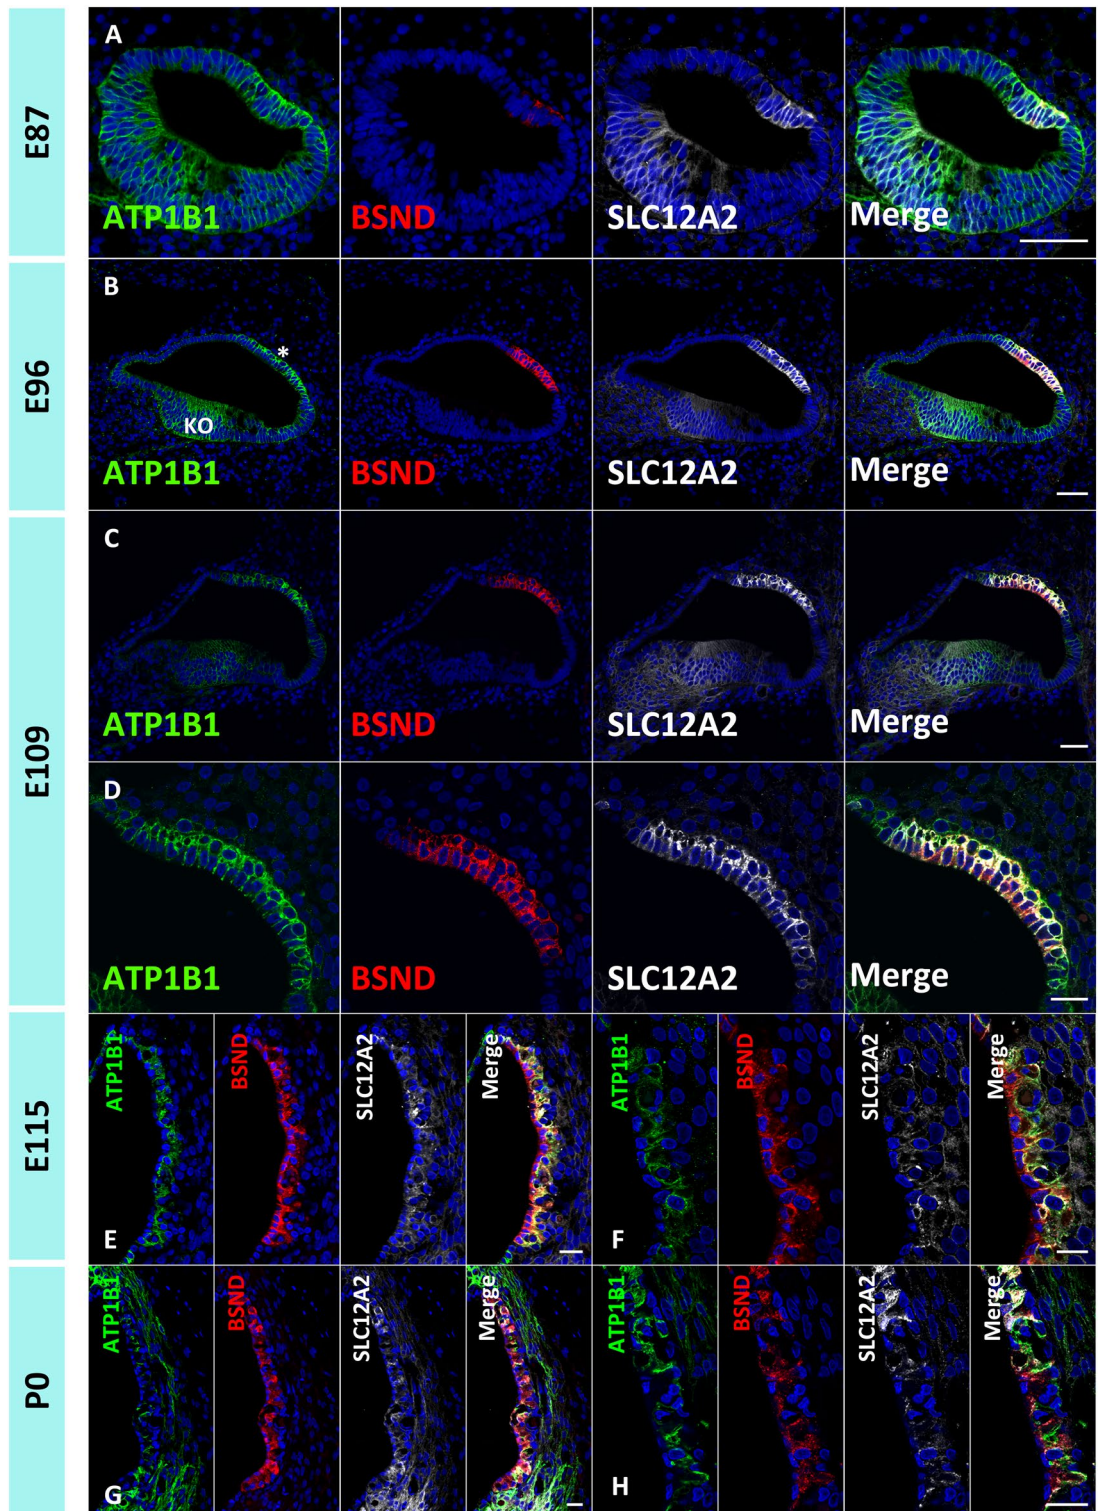 E87
A
ATP1B1
BSND
SLC12A2
Merge
E96
B
*
KO
ATP1B1
BSND
SLC12A2
Merge
E109
C
ATP1B1
BSND
SLC12A2
Merge
D
ATP1B1
BSND
SLC12A2
Merge
E115
ATP1B1
BSND
SLC12A2
Merge
E
ATP1B1
BSND
SLC12A2
Merge
F
P0
ATP1B1
BSND
SLC12A2
Merge
G
ATP1B1
BSND
SLC12A2
Merge
H